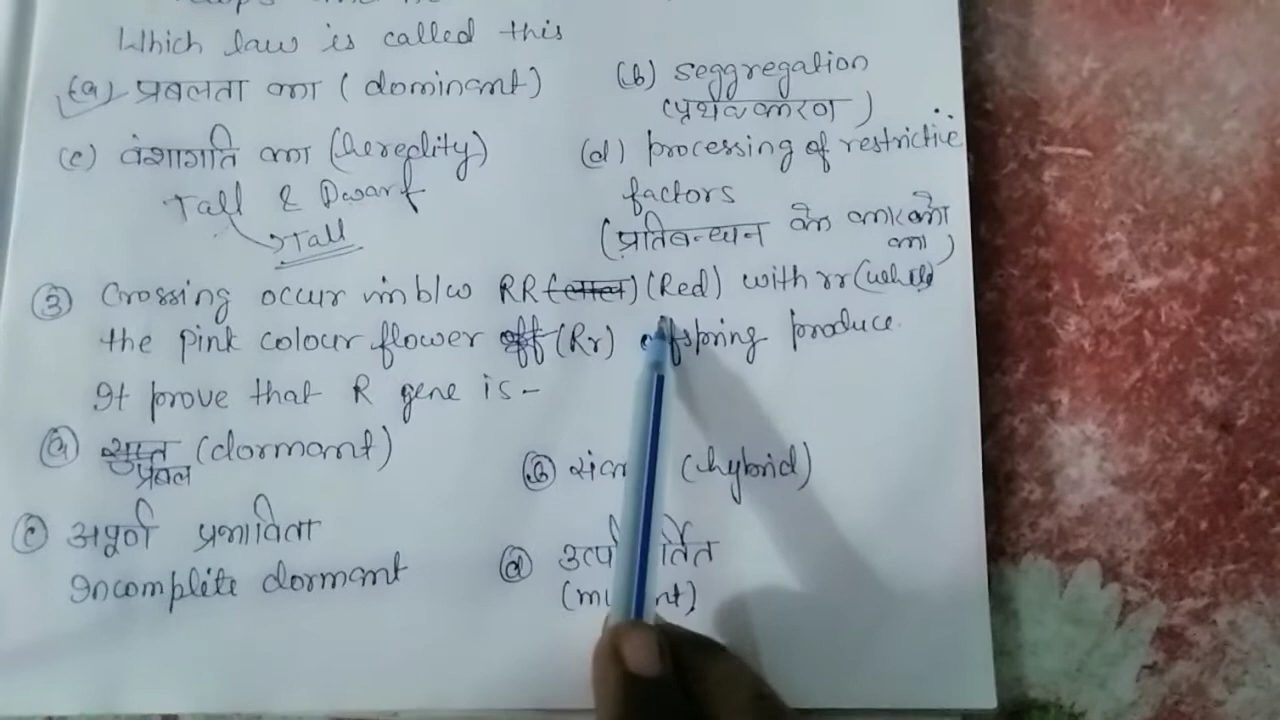 Which law is called this
(a) प्रबलता का ( dominant)
(b) seggregation
(पृथक्करण )
(c) वंशागति का (heredity)
(d) processing of restrictive
factors
(प्रतिबन्धन के कारकों
का )
Tall & Dwarf
→Tall
③ Crossing occur in b/w RR (लाल) (Red) with rr (white)
the pink colour flower off (Rr) offspring produce.
It prove that R gene is -
ⓐ सुप्त (dormant)
प्रबल
ⓑ (hybrid)
ⓒ अपूर्ण प्रभाविता
Incomplete dormant
ⓓ